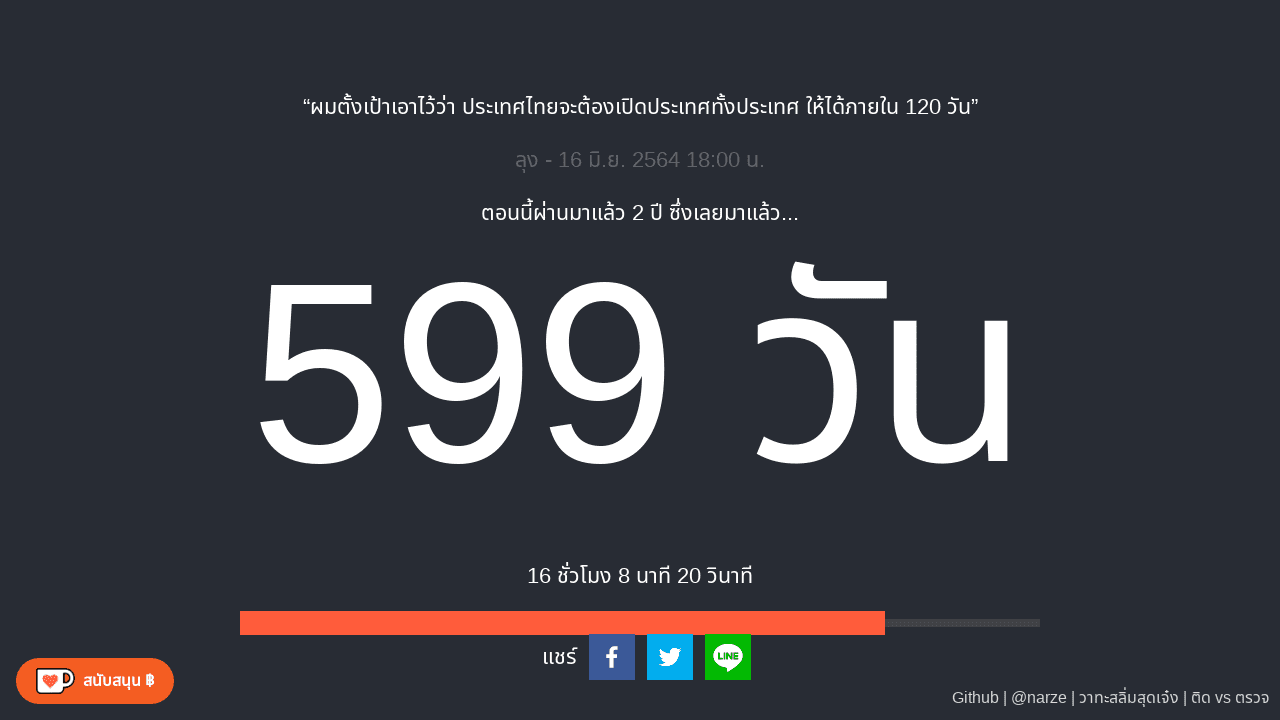 “ผมตั้งเป้าเอาไว้ว่า ประเทศไทยจะต้องเปิดประเทศทั้งประเทศ ให้ได้ภายใน 120 วัน”
ลุง - 16 มิ.ย. 2564 18:00 น.
ตอนนี้ผ่านมาแล้ว 2 ปี ซึ่งเลยมาแล้ว...
599 วัน
16 ชั่วโมง 8 นาที 20 วินาที
แชร์
LINE
สนับสนุน ฿
Github | @narze | วาทะสลิ่มสุดเจ๋ง | ติด vs ตรวจ